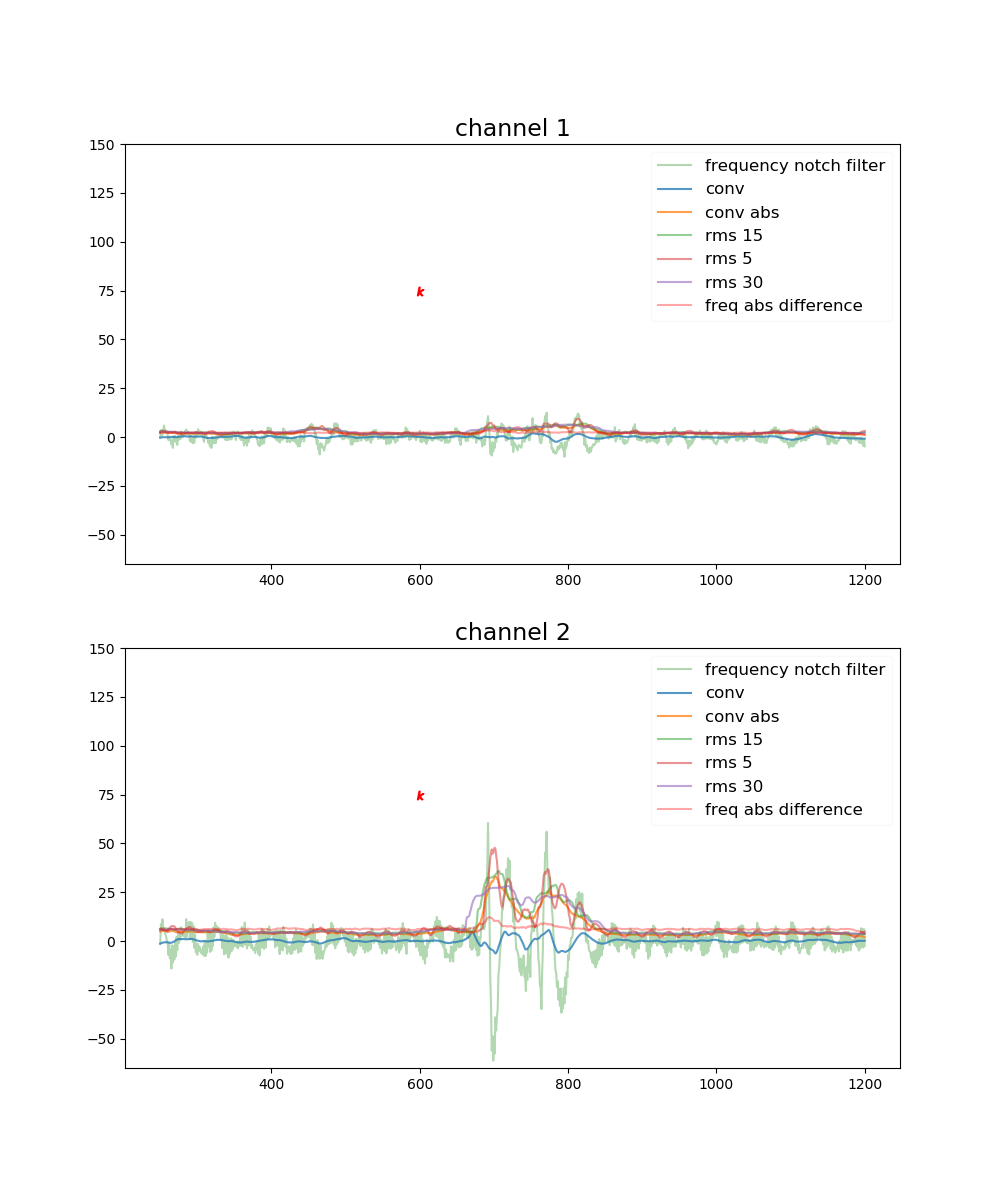 channel 1
150
125
100
75
50
25
0
−25
−50
400
600
800
1000
1200
frequency notch filter
conv
conv abs
rms 15
rms 5
rms 30
freq abs difference
k
channel 2
150
125
100
75
50
25
0
−25
−50
400
600
800
1000
1200
frequency notch filter
conv
conv abs
rms 15
rms 5
rms 30
freq abs difference
k